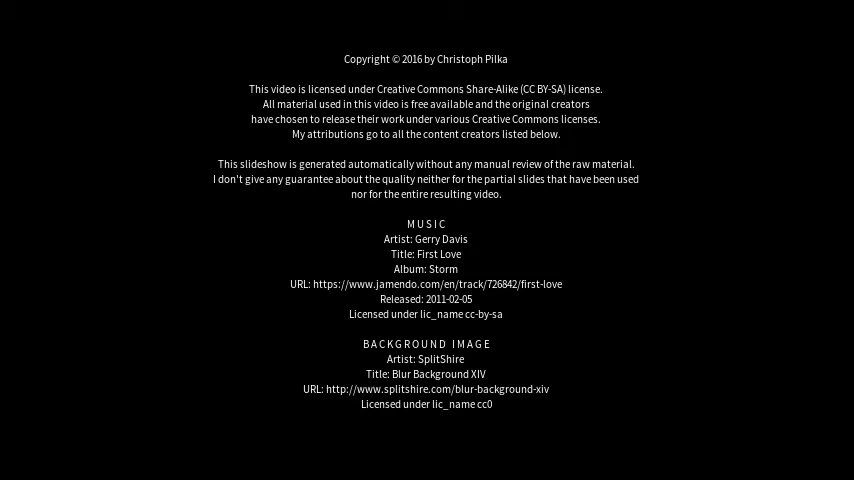 Copyright © 2016 by Christoph Pilka
This video is licensed under Creative Commons Share-Alike (CC BY-SA) license.
All material used in this video is free available and the original creators
have chosen to release their work under various Creative Commons licenses.
My attributions go to all the content creators listed below.
This slideshow is generated automatically without any manual review of the raw material.
I don't give any guarantee about the quality neither for the partial slides that have been used
nor for the entire resulting video.
M U S I C
Artist: Gerry Davis
Title: First Love
Album: Storm
URL: https://www.jamendo.com/en/track/726842/first-love
Released: 2011-02-05
Licensed under lic_name cc-by-sa
B A C K G R O U N D   I M A G E
Artist: SplitShire
Title: Blur Background XIV
URL: http://www.splitshire.com/blur-background-xiv
Licensed under lic_name cc0